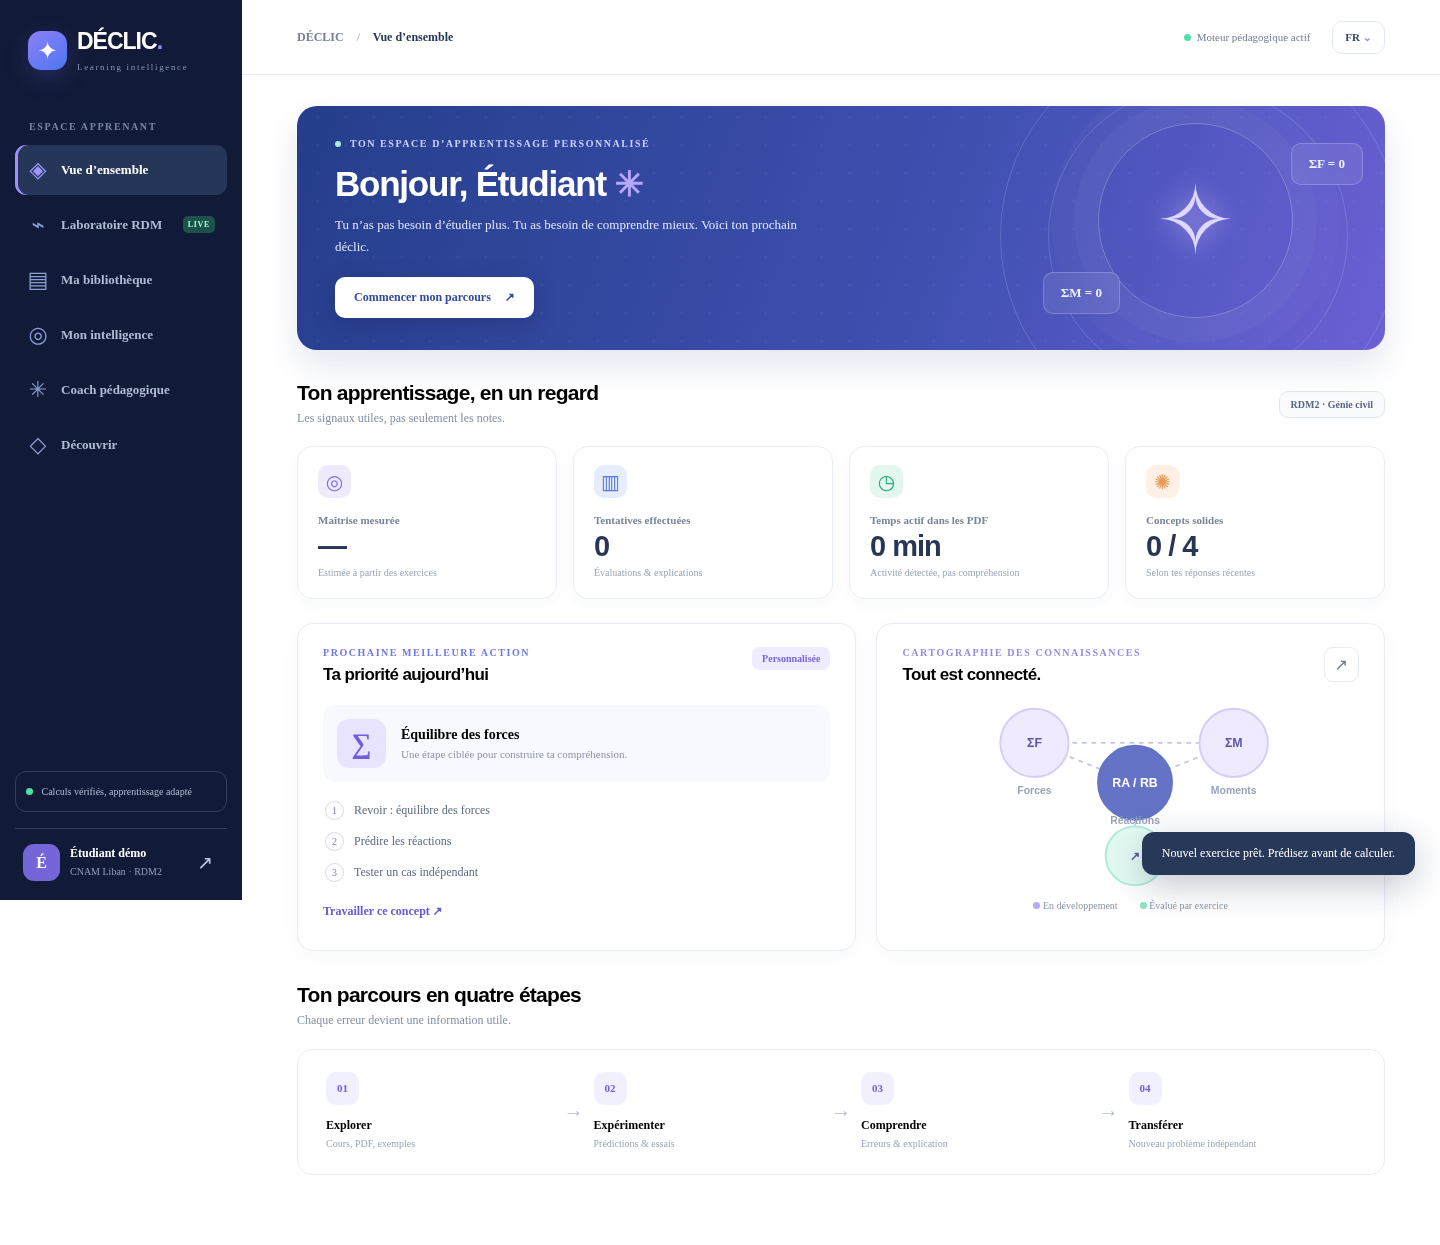 DÉCLIC.
Learning intelligence
ESPACE APPRENANT
Vue d’ensemble
Laboratoire RDM LIVE
Ma bibliothèque
Mon intelligence
Coach pédagogique
Découvrir
Calculs vérifiés, apprentissage adapté
É
Étudiant démo
CNAM Liban · RDM2
DÉCLIC / Vue d’ensemble
Moteur pédagogique actif
FR
TON ESPACE D’APPRENTISSAGE PERSONNALISÉ
Bonjour, Étudiant
Tu n’as pas besoin d’étudier plus. Tu as besoin de comprendre mieux. Voici ton prochain
déclic.
Commencer mon parcours ↗
ΣF = 0
ΣM = 0
Ton apprentissage, en un regard
Les signaux utiles, pas seulement les notes.
RDM2 · Génie civil
Maîtrise mesurée
—
Estimée à partir des exercices
Tentatives effectuées
0
Évaluations & explications
Temps actif dans les PDF
0 min
Activité détectée, pas compréhension
Concepts solides
0 / 4
Selon tes réponses récentes
PROCHAINE MEILLEURE ACTION
Ta priorité aujourd’hui
Personnalisée
∑
Équilibre des forces
Une étape ciblée pour construire ta compréhension.
1 Revoir : équilibre des forces
2 Prédire les réactions
3 Tester un cas indépendant
Travailler ce concept ↗
CARTOGRAPHIE DES CONNAISSANCES
Tout est connecté.
↗
ΣF
Forces
ΣM
Moments
RA / RB
Réactions
↗
En développement
Évalué par exercice
Nouvel exercice prêt. Prédisez avant de calculer.
Ton parcours en quatre étapes
Chaque erreur devient une information utile.
01
Explorer
Cours, PDF, exemples
→
02
Expérimenter
Prédictions & essais
→
03
Comprendre
Erreurs & explication
→
04
Transférer
Nouveau problème indépendant